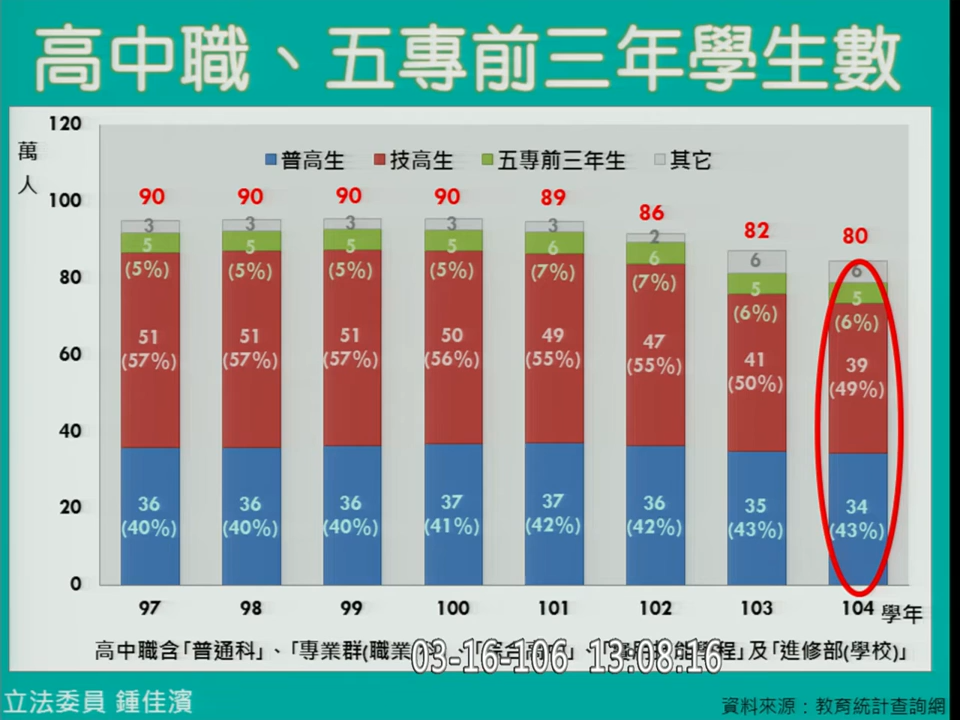 高中職、五專前三年學生數
120
萬人
普高生 技高生 五專前三年生 其它
100
80
60
40
20
0
90 90 90 90 89 86 82 80
3 3 3 3 3 2 6 6
5 5 5 5 6 6 5 5
(5%) (5%) (5%) (5%) (7%) (7%) (6%) (6%)
51 51 51 50 49 47 41 39
(57%) (57%) (57%) (56%) (55%) (55%) (50%) (49%)
36 36 36 37 37 36 35 34
(40%) (40%) (40%) (41%) (42%) (42%) (43%) (43%)
97 98 99 100 101 102 103 104 學年
高中職含「普通科」、「專業群(職業 及「進修部(學校)」
03-16-106 13.08.16
立法委員 鍾佳濱
資料來源：教育統計查詢網